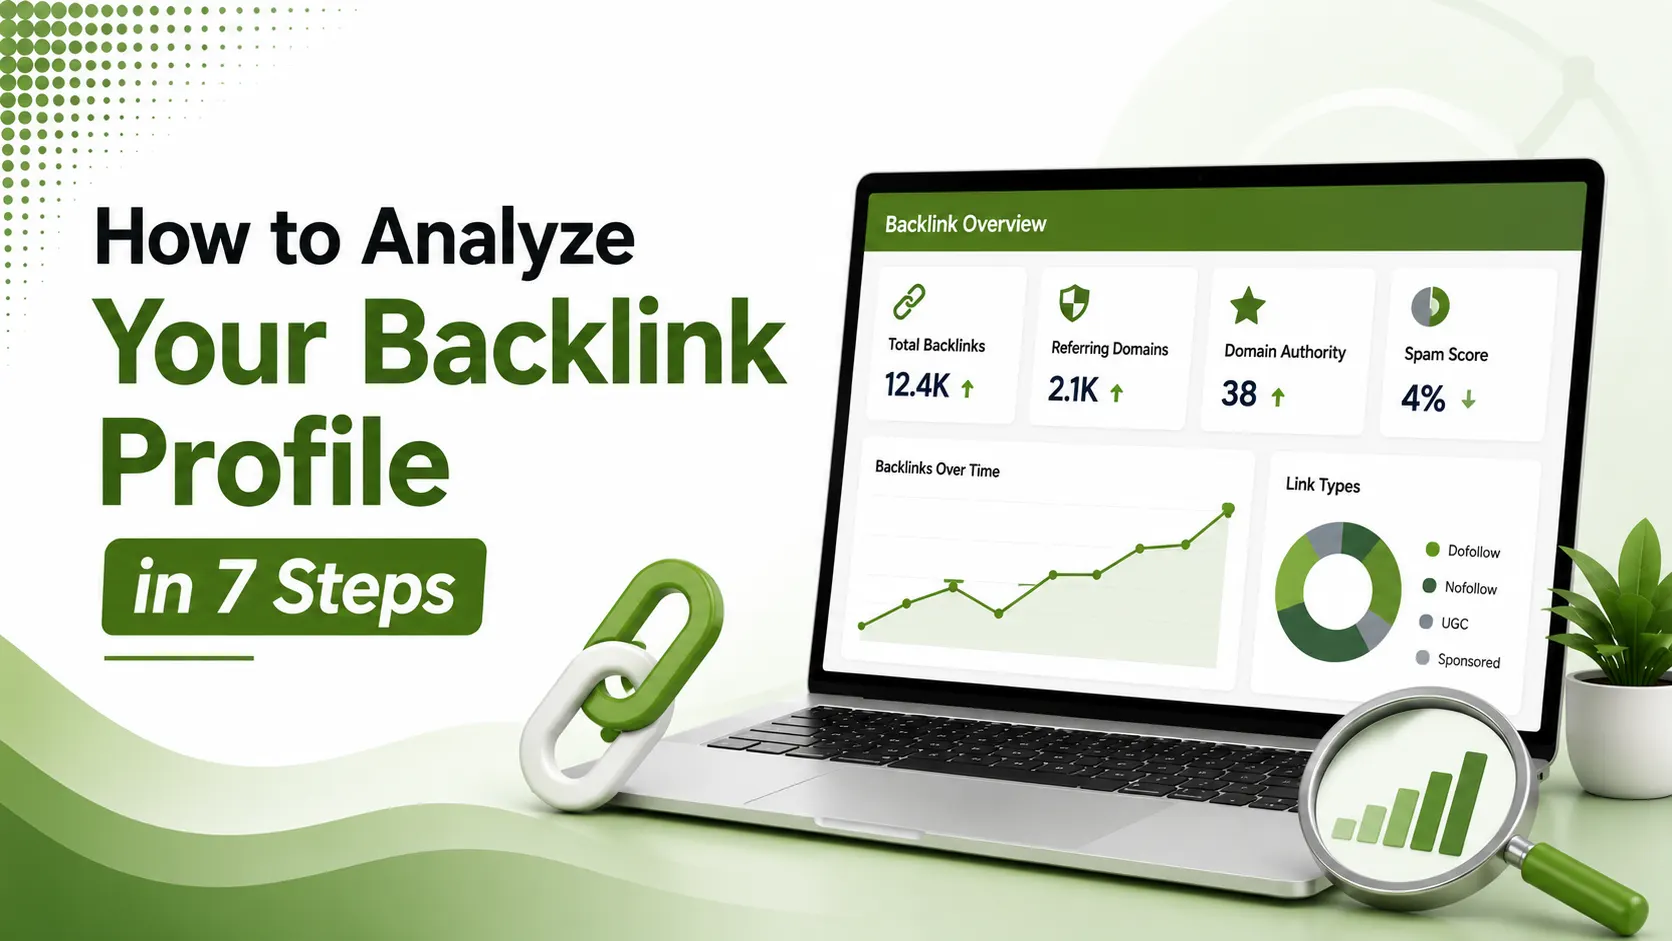 How to Analyze
Your Backlink
Profile
in 7 Steps
Backlink Overview
Total Backlinks
12.4K
Referring Domains
2.1K
Domain Authority
38
Spam Score
4%
Backlinks Over Time
Link Types
Dofollow
Nofollow
UGC
Sponsored